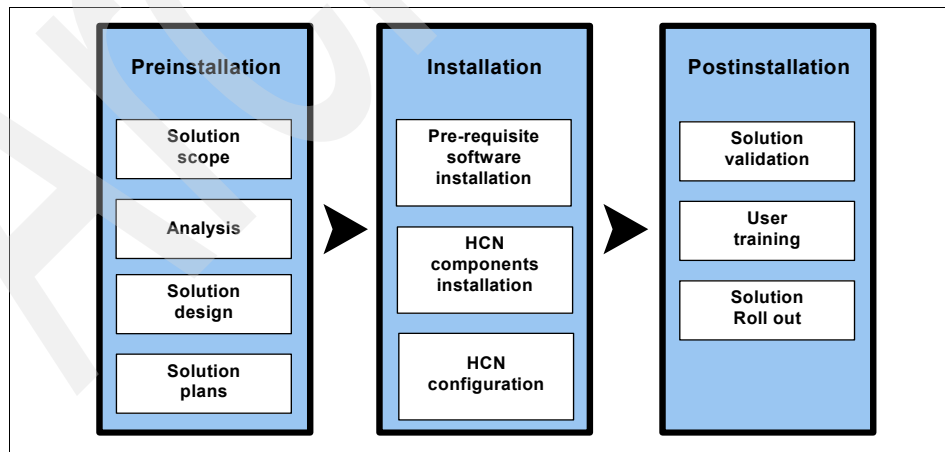 Preinstallation
Solution
scope
Analysis
Solution
design
Solution
plans
Installation
Pre-requisite
software
installation
HCN
components
installation
HCN
configuration
Postinstallation
Solution
validation
User
training
Solution
Roll out